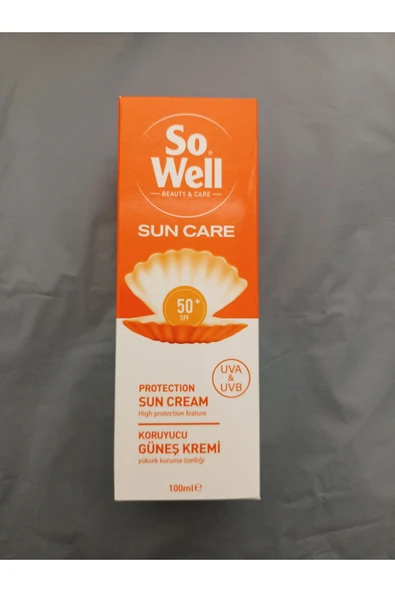 So
Well
BEAUTY & CARE
SUN CARE
50+
SPF
UVA
&
UVB
PROTECTION
SUN CREAM
High protection feature
KORUYUCU
GÜNEŞ KREMİ
yüksek koruma özelliği
100ml℮